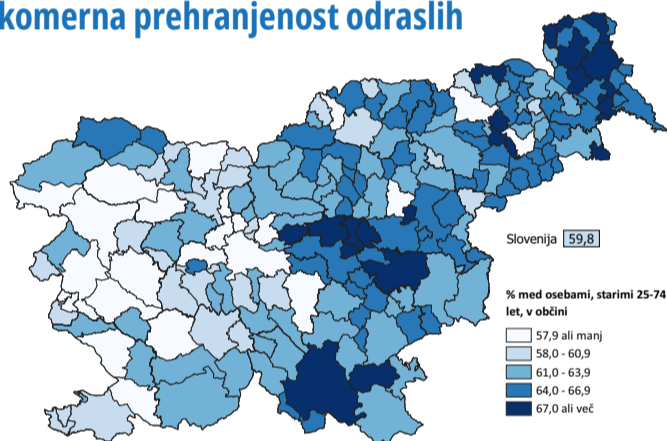 komerna prehranjenost odraslih
Slovenija 59,8
% med osebami, starimi 25-74
let, v občini
57,9 ali manj
58,0 - 60,9
61,0 - 63,9
64,0 - 66,9
67,0 ali več